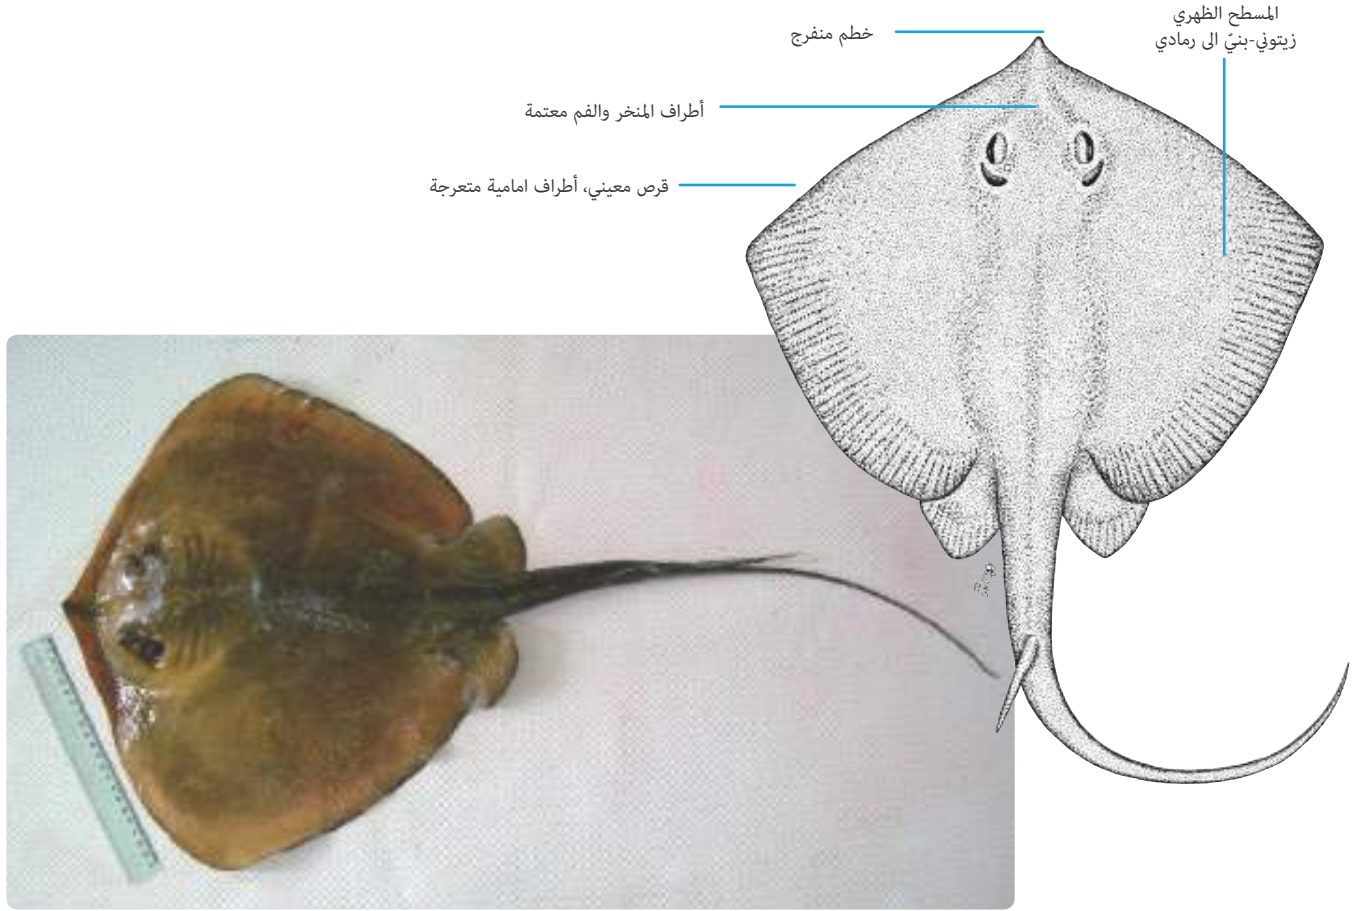 المسطح الظهري
زيتوني-بنيّ الى رمادي
خطم منفرج
أطراف المنخر والفم معتمة
قرص معيني، أطراف امامية متعرجة